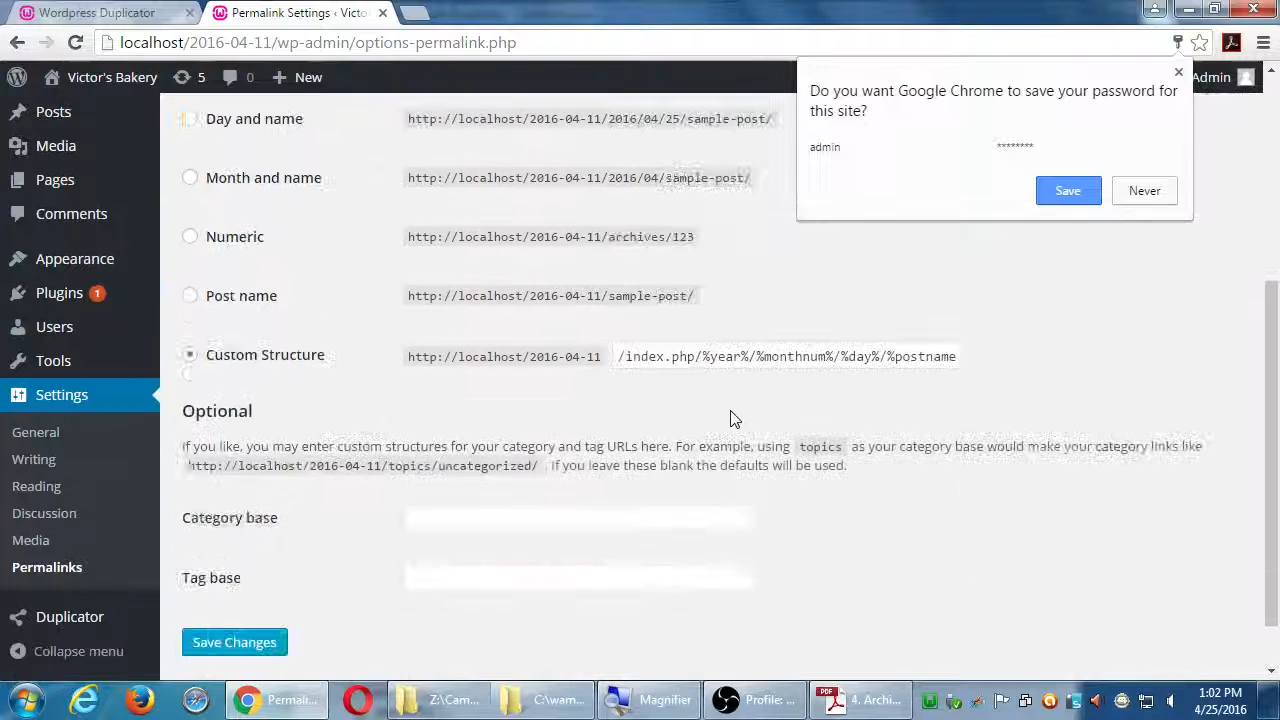 Wordpress Duplicator
Permalink Settings ‹ Victo
localhost/2016-04-11/wp-admin/options-permalink.php
Victor's Bakery 5 0 New Admin
Do you want Google Chrome to save your password for
this site?
admin ********
Save Never
Posts
Media
Pages
Comments
Appearance
Plugins 1
Users
Tools
Settings
General
Writing
Reading
Discussion
Media
Permalinks
Duplicator
Collapse menu
Day and name http://localhost/2016-04-11/2016/04/25/sample-post/
Month and name http://localhost/2016-04-11/2016/04/sample-post/
Numeric http://localhost/2016-04-11/archives/123
Post name http://localhost/2016-04-11/sample-post/
Custom Structure http://localhost/2016-04-11 /index.php/%year%/%monthnum%/%day%/%postname
Optional
If you like, you may enter custom structures for your category and tag URLs here. For example, using topics as your category base would make your category links like
http://localhost/2016-04-11/topics/uncategorized/ . If you leave these blank the defaults will be used.
Category base
Tag base
Save Changes
Permali... Z:\Cam... C:\wam... Magnifier Profile: ... PDF 4. Archi...
1:02 PM
4/25/2016